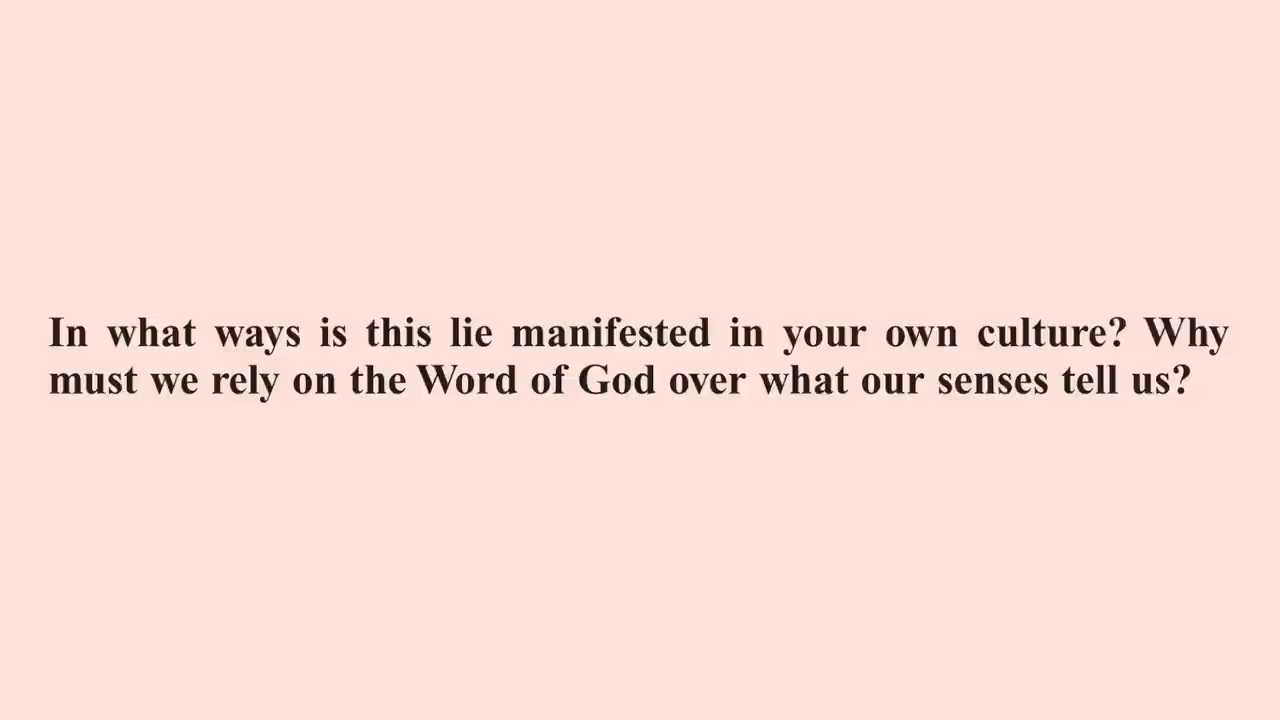 In what ways is this lie manifested in your own culture? Why
must we rely on the Word of God over what our senses tell us?